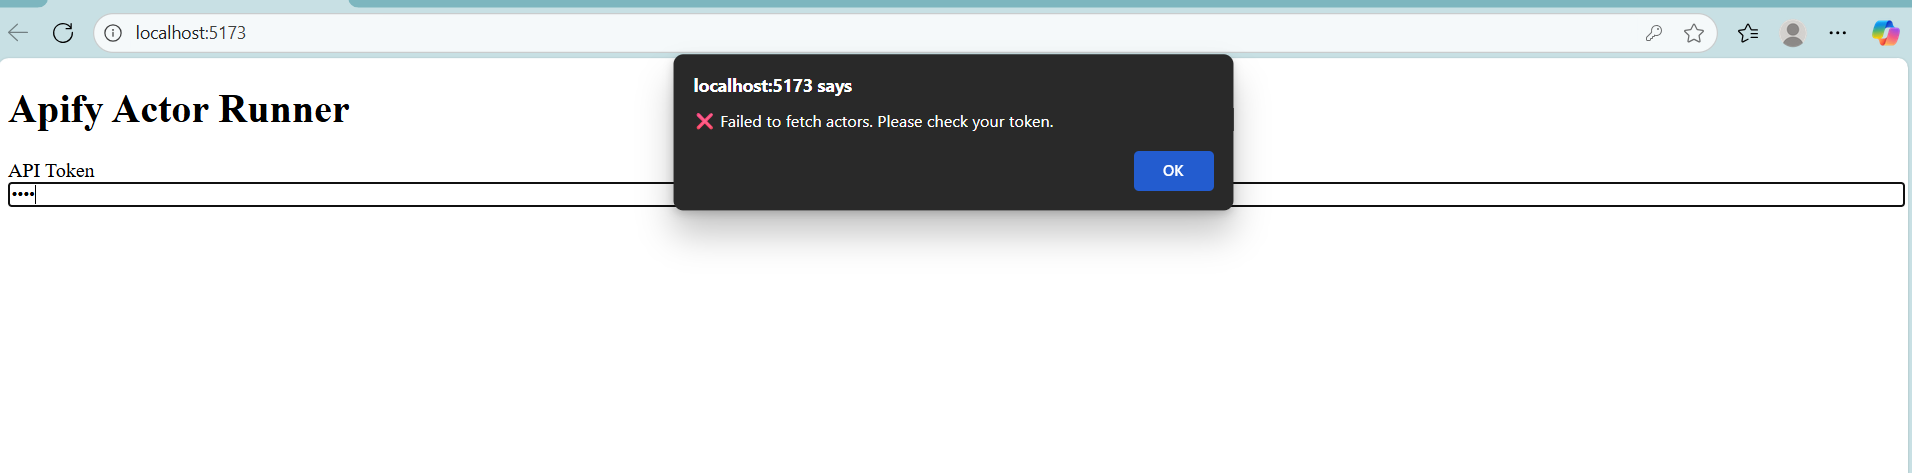 localhost:5173
localhost:5173 says
❌ Failed to fetch actors. Please check your token.
OK
Apify Actor Runner
API Token
••••